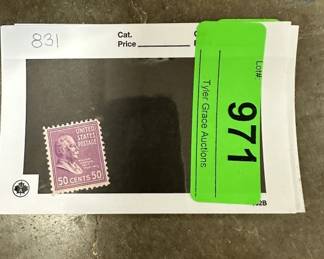 831
Cat.
Price
UNITED
STATES
POSTAGE
50 CENTS 50
Lot#
971
Tyler Grace Auctions